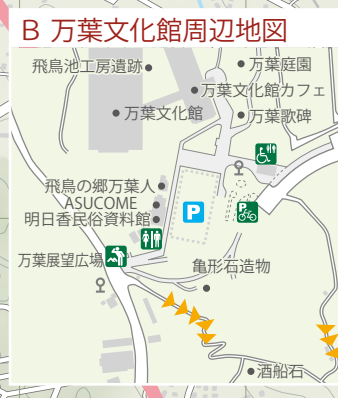 B 万葉文化館周辺地図
飛鳥池工房遺跡
万葉庭園
万葉文化館カフェ
万葉文化館
万葉歌碑
飛鳥の郷万葉人
ASUCOME
明日香民俗資料館
P
P
万葉展望広場
亀形石造物
酒船石